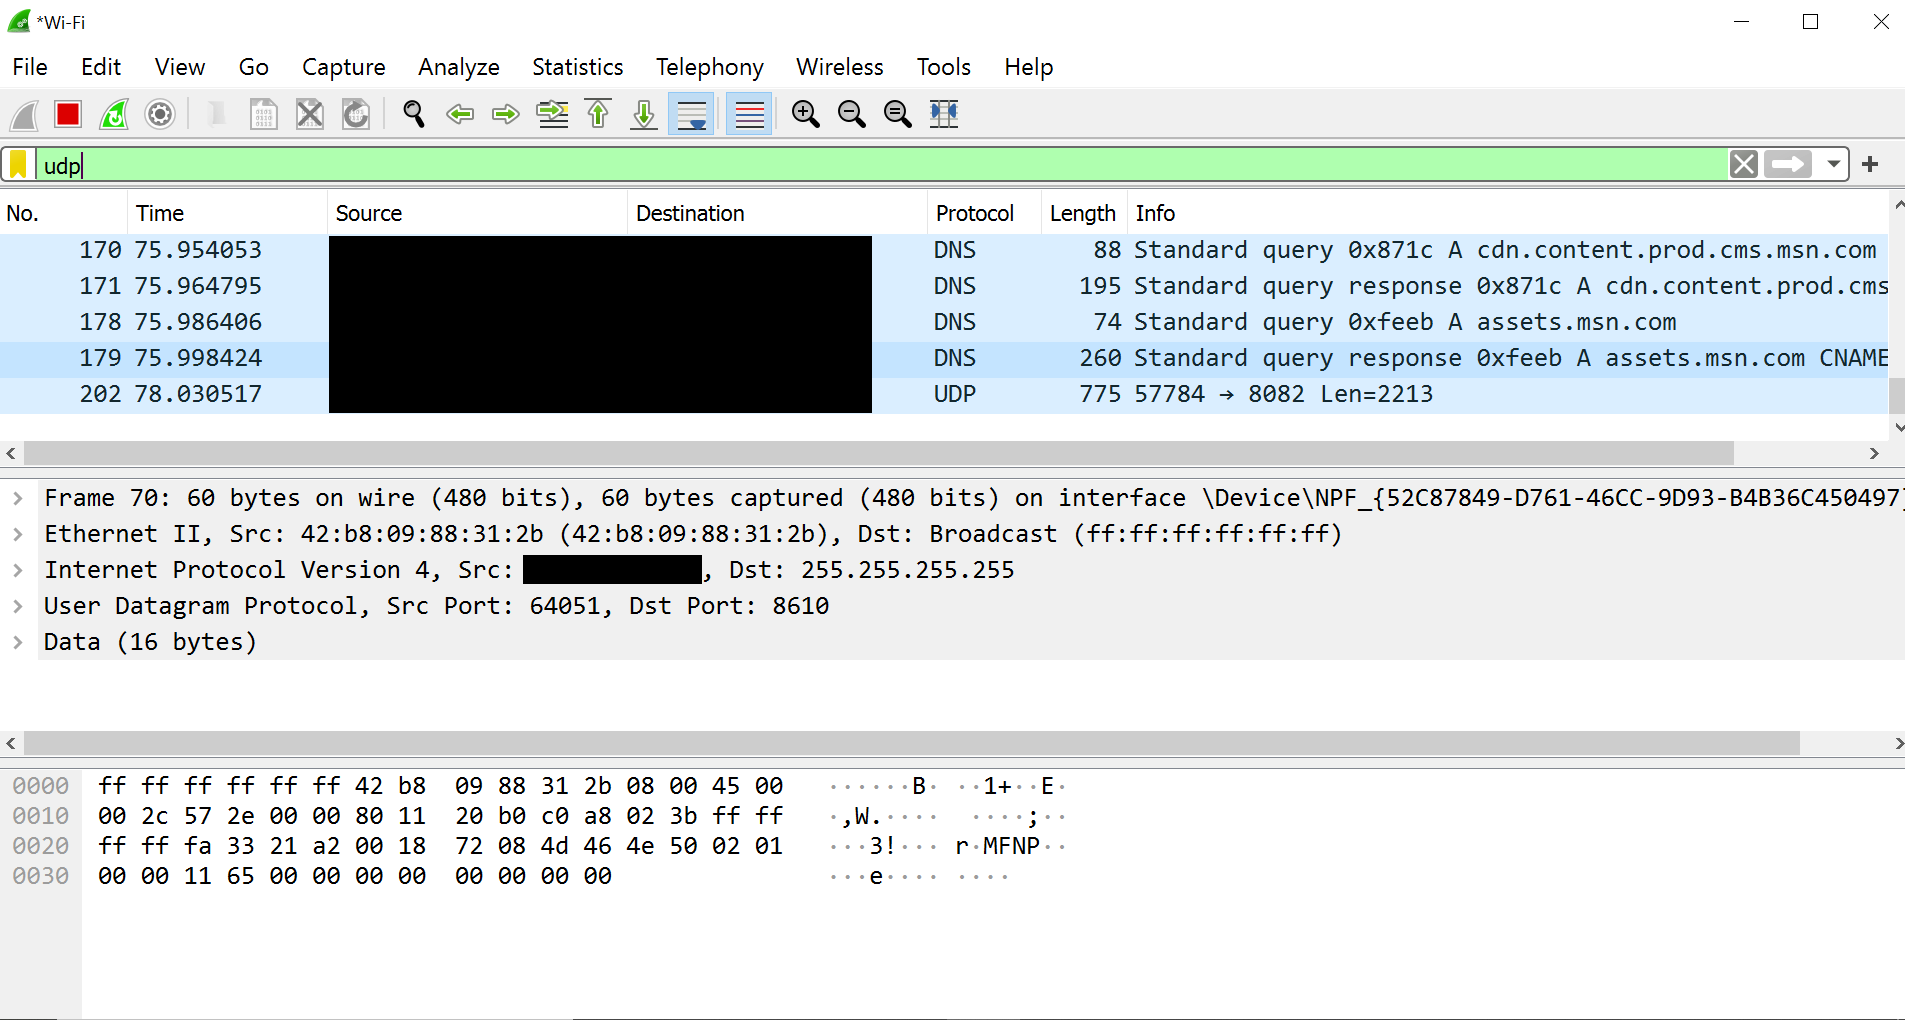 *Wi-Fi
File Edit View Go Capture Analyze Statistics Telephony Wireless Tools Help
udp
No. Time Source Destination Protocol Length Info
170 75.954053 DNS 88 Standard query 0x871c A cdn.content.prod.cms.msn.com
171 75.964795 DNS 195 Standard query response 0x871c A cdn.content.prod.cms
178 75.986406 DNS 74 Standard query 0xfeeb A assets.msn.com
179 75.998424 DNS 260 Standard query response 0xfeeb A assets.msn.com CNAME
202 78.030517 UDP 775 57784 → 8082 Len=2213
Frame 70: 60 bytes on wire (480 bits), 60 bytes captured (480 bits) on interface \Device\NPF_{52C87849-D761-46CC-9D93-B4B36C450497}
Ethernet II, Src: 42:b8:09:88:31:2b (42:b8:09:88:31:2b), Dst: Broadcast (ff:ff:ff:ff:ff:ff)
Internet Protocol Version 4, Src: , Dst: 255.255.255.255
User Datagram Protocol, Src Port: 64051, Dst Port: 8610
Data (16 bytes)
0000 ff ff ff ff ff ff 42 b8 09 88 31 2b 08 00 45 00 ······B· ··1+··E·
0010 00 2c 57 2e 00 00 80 11 20 b0 c0 a8 02 3b ff ff ·,W.···· ····;··
0020 ff ff fa 33 21 a2 00 18 72 08 4d 46 4e 50 02 01 ···3!··· r·MFNP··
0030 00 00 11 65 00 00 00 00 00 00 00 00 ···e···· ····